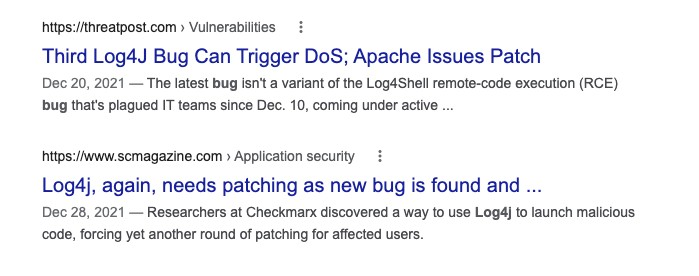 https://threatpost.com › Vulnerabilities
Third Log4J Bug Can Trigger DoS; Apache Issues Patch
Dec 20, 2021 — The latest bug isn't a variant of the Log4Shell remote-code execution (RCE)
bug that's plagued IT teams since Dec. 10, coming under active ...
https://www.scmagazine.com › Application security
Log4j, again, needs patching as new bug is found and ...
Dec 28, 2021 — Researchers at Checkmarx discovered a way to use Log4j to launch malicious
code, forcing yet another round of patching for affected users.